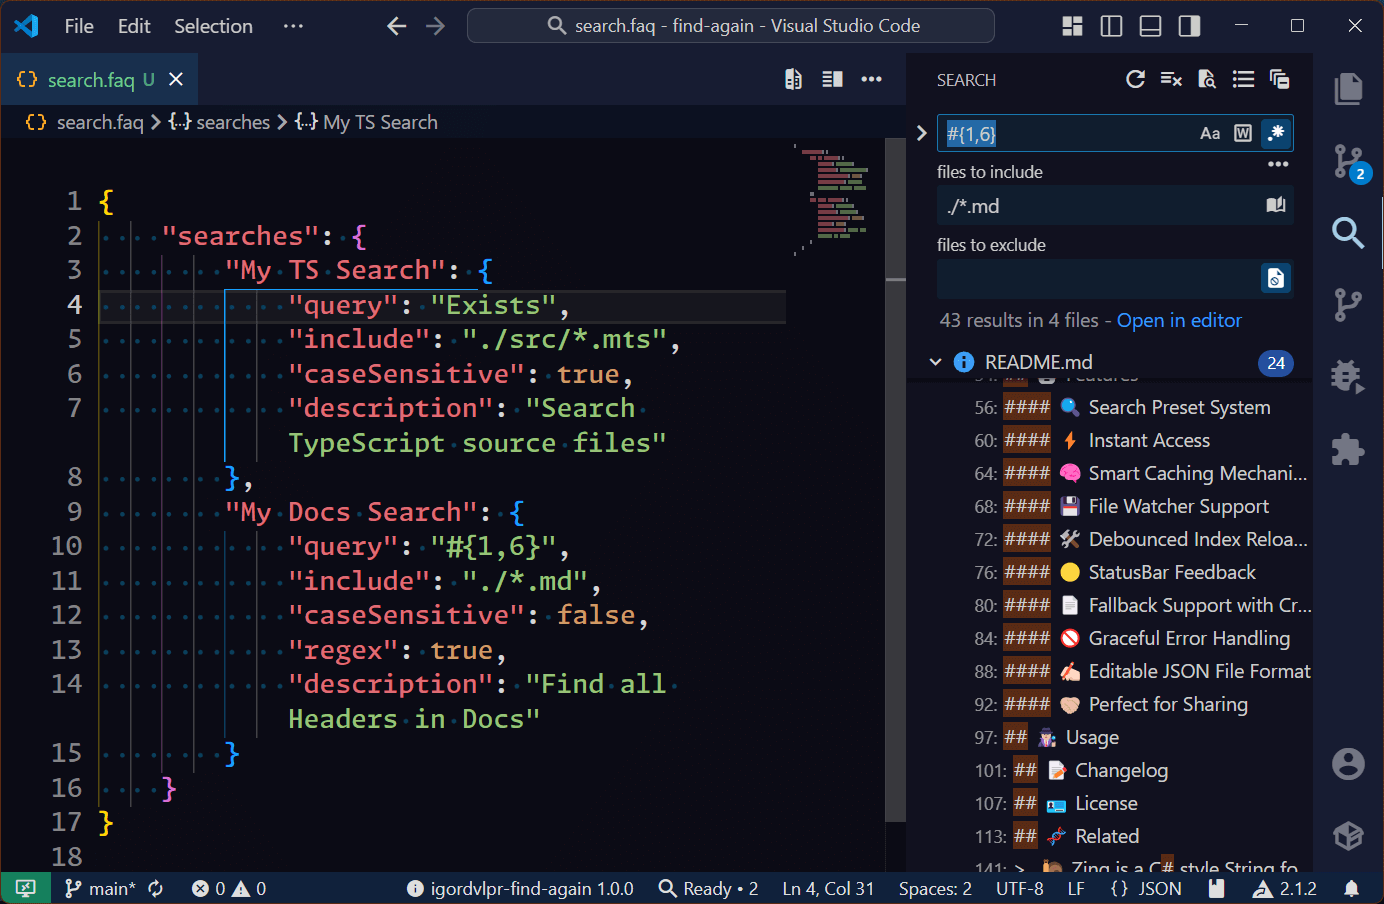 File Edit Selection ··· search.faq - find-again - Visual Studio Code
search.faq U
search.faq > searches > My TS Search
1 {
2 "searches": {
3 "My TS Search": {
4 "query": "Exists",
5 "include": "./src/*.mts",
6 "caseSensitive": true,
7 "description": "Search
TypeScript source files"
8 },
9 "My Docs Search": {
10 "query": "#{1,6}",
11 "include": "./*.md",
12 "caseSensitive": false,
13 "regex": true,
14 "description": "Find all
Headers in Docs"
15 }
16 }
17 }
18
SEARCH
#{1,6} Aa W .*
files to include
./*.md
files to exclude
43 results in 4 files - Open in editor
README.md 24
Features
56: #### 🔍 Search Preset System
60: #### ⚡ Instant Access
64: #### 🧠 Smart Caching Mechani...
68: #### 💾 File Watcher Support
72: #### 🛠 Debounced Index Reloa...
76: #### 🟡 StatusBar Feedback
80: #### 📄 Fallback Support with Cr...
84: #### 🚫 Graceful Error Handling
88: #### ✍ Editable JSON File Format
92: #### 🤝 Perfect for Sharing
97: ## Usage
101: ## 📝 Changelog
107: ## 🪪 License
113: ## 🧬 Related
141: > Zing is a C# style String fo...
2
main* 0 0 igordvlpr-find-again 1.0.0 Ready • 2 Ln 4, Col 31 Spaces: 2 UTF-8 LF {} JSON 2.1.2